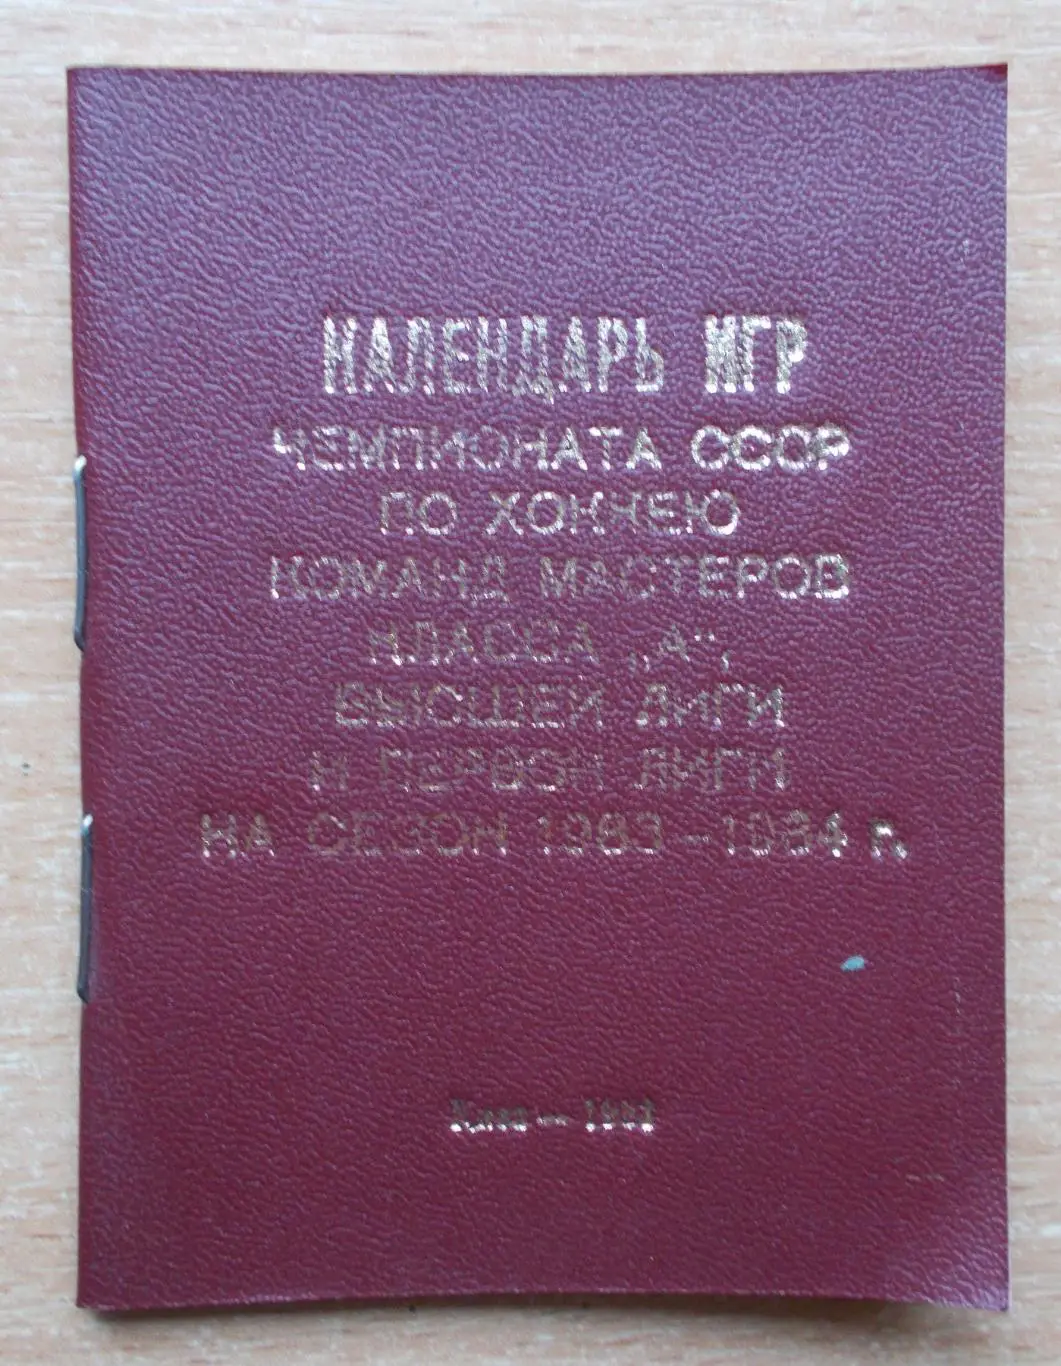 КАЛЕНДАРЬ ИГР
ЧЕМПИОНАТА СССР
ПО ХОККЕЮ
КОМАНД МАСТЕРОВ
КЛАССА „А“,
ВЫСШЕЙ ЛИГИ
И ПЕРВОЙ ЛИГИ
НА СЕЗОН 1983-1984 г.